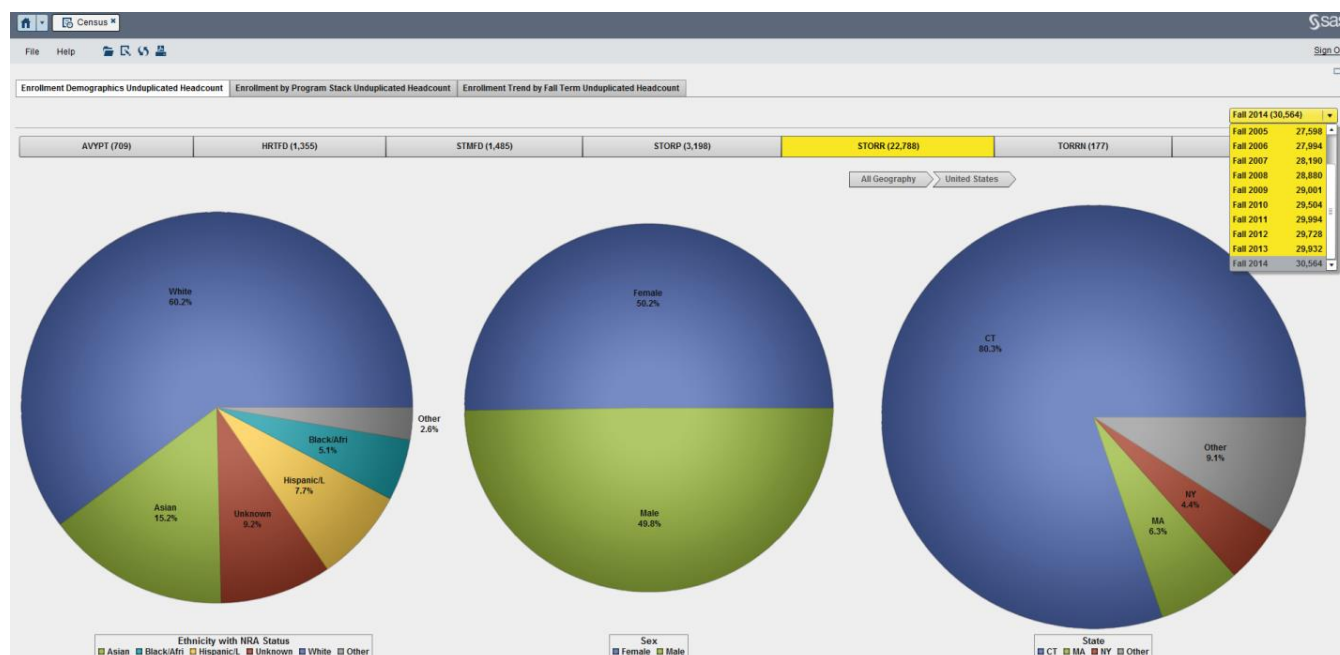 Census
Ssas
File Help
Sign O
Enrollment Demographics Unduplicated Headcount Enrollment by Program Stack Unduplicated Headcount Enrollment Trend by Fall Term Unduplicated Headcount
Fall 2014 (30,564)
Fall 2005 27,598
Fall 2006 27,994
Fall 2007 28,190
Fall 2008 28,880
Fall 2009 29,001
Fall 2010 29,504
Fall 2011 29,994
Fall 2012 29,728
Fall 2013 29,932
Fall 2014 30,564
AVYPT (709) HRTFD (1,355) STMFD (1,485) STORP (3,198) STORR (22,788) TORRN (177)
All Geography United States
White
60.2%
Other
2.6%
Black/Afri
5.1%
Hispanic/L
7.7%
Unknown
9.2%
Asian
15.2%
Ethnicity with NRA Status
Asian Black/Afri Hispanic/L Unknown White Other
Female
50.2%
Male
49.8%
Sex
Female Male
CT
80.3%
Other
9.1%
NY
4.4%
MA
6.3%
State
CT MA NY Other